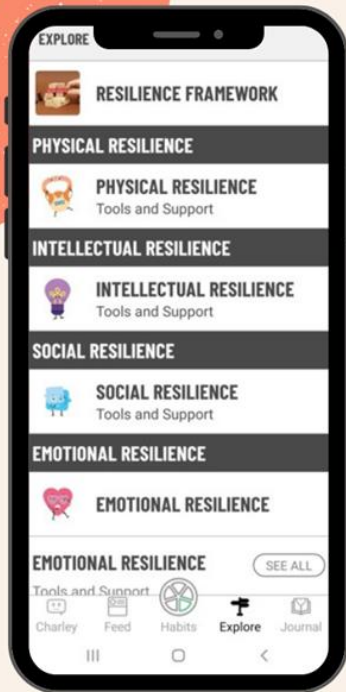 EXPLORE
RESILIENCE FRAMEWORK
PHYSICAL RESILIENCE
PHYSICAL RESILIENCE
Tools and Support
INTELLECTUAL RESILIENCE
INTELLECTUAL RESILIENCE
Tools and Support
SOCIAL RESILIENCE
SOCIAL RESILIENCE
Tools and Support
EMOTIONAL RESILIENCE
EMOTIONAL RESILIENCE
EMOTIONAL RESILIENCE
SEE ALL
Tools and Support
Charley
Feed
Habits
Explore
Journal